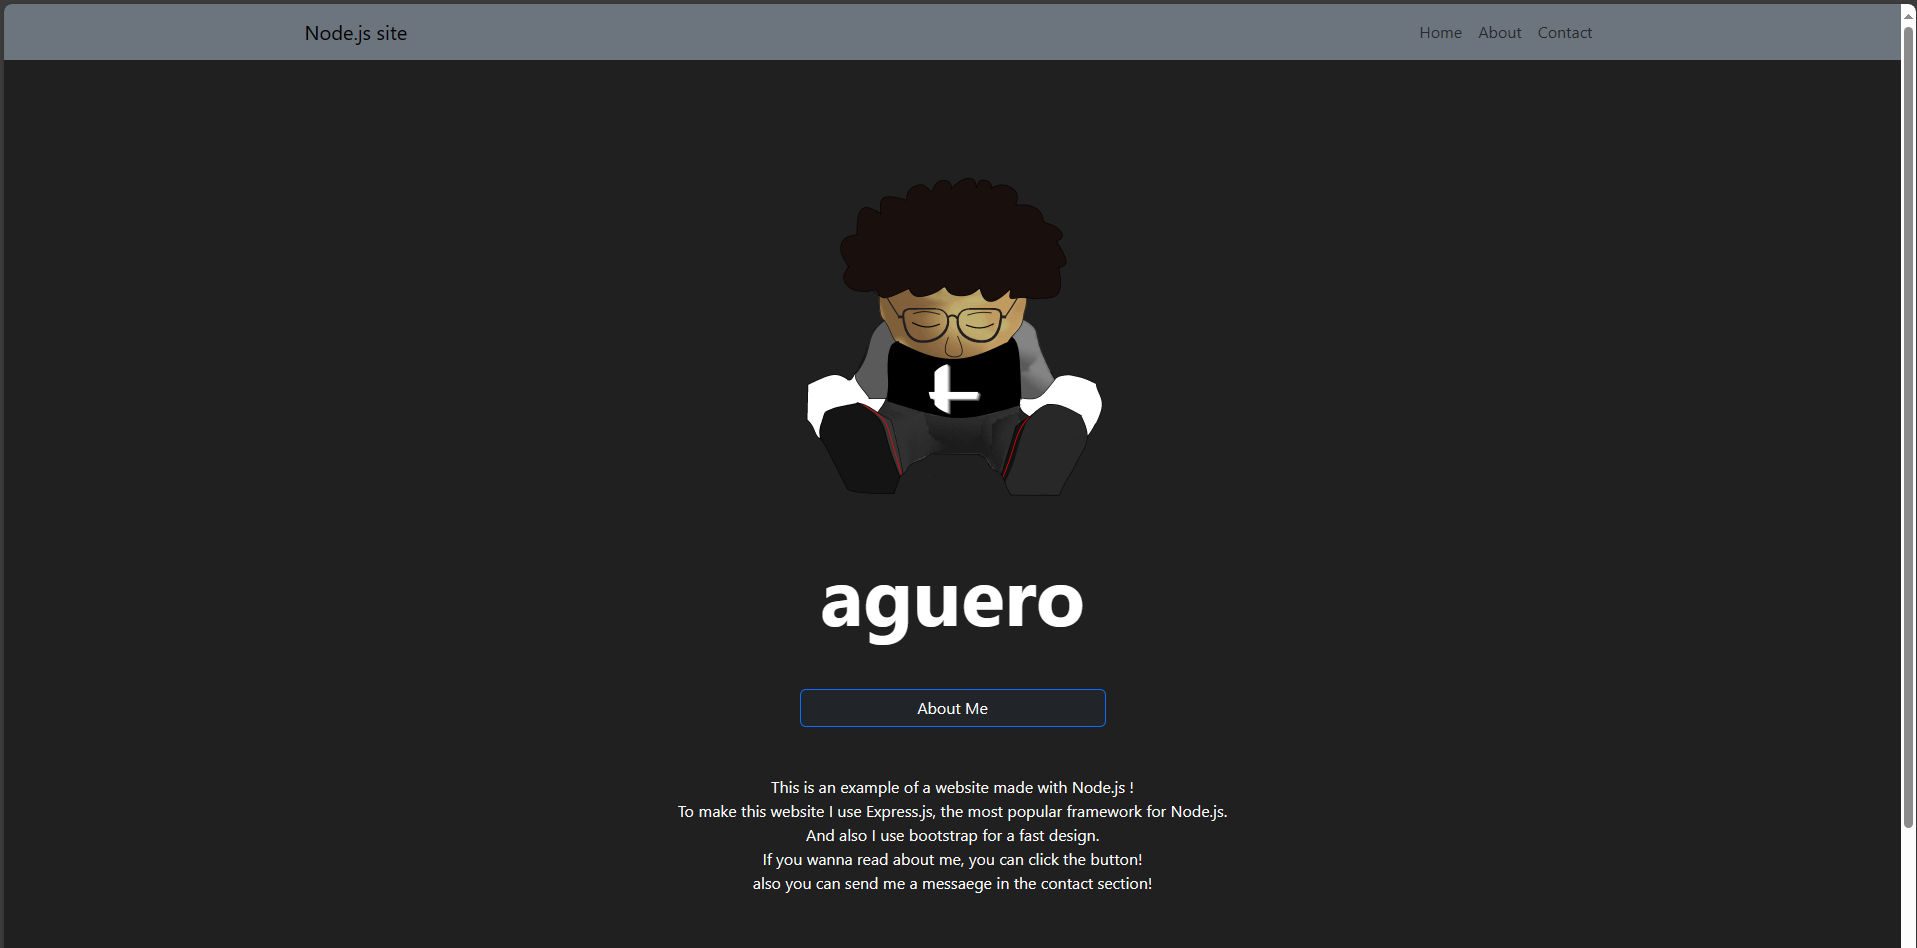 Node.js site
Home About Contact
aguero
About Me
This is an example of a website made with Node.js !
To make this website I use Express.js, the most popular framework for Node.js.
And also I use bootstrap for a fast design.
If you wanna read about me, you can click the button!
also you can send me a messaege in the contact section!